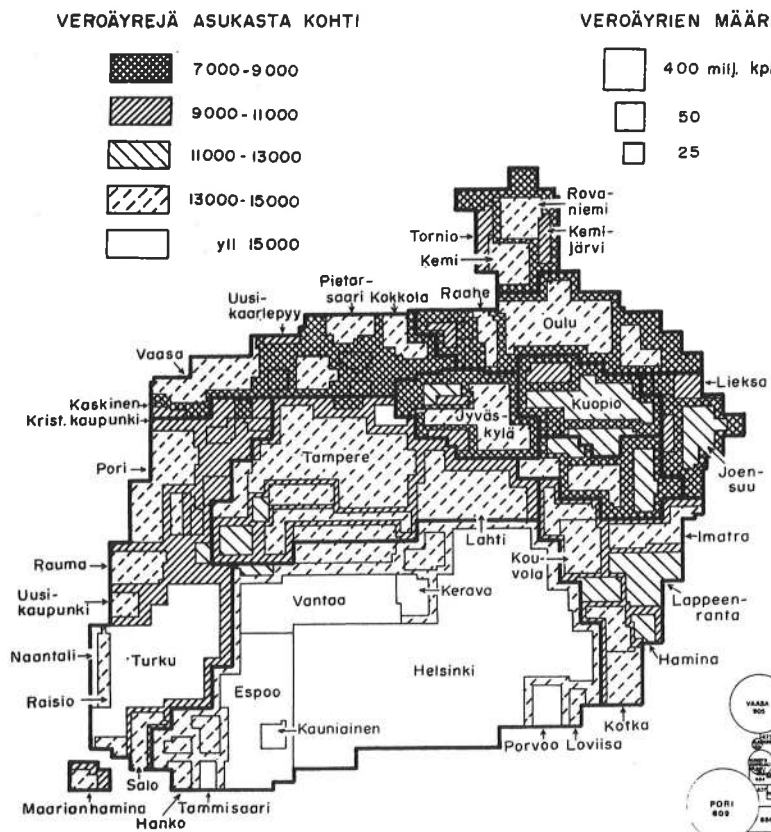 VEROÄYREJÄ ASUKASTA KOHTI
7000-9000
9000-11000
11000-13000
13000-15000
yli 15000
VEROÄYRIEN MÄÄR
400 milj. kpl
50
25
Rova-
niemi
Tornio
Kemi-
järvi
Kemi
Pietar-
saari
Kokkola
Raahe
Uusi-
kaarlepyy
Oulu
Vaasa
Lieksa
Kaskinen
Krist. kaupunki
Kuopio
Jyväs-
kylä
Tampere
Pori
Joen-
suu
Lahti
Imatra
Rauma
Kou-
vola
Uusi-
kaupunki
Kerava
Vantaa
Lappeen-
ranta
Naantali
Turku
Helsinki
Hamina
Raisio
Espoo
Kauniainen
Kotka
Porvoo
Loviisa
Salo
Maarianhamina
Tammisaari
Hanko
VAASA
PORI